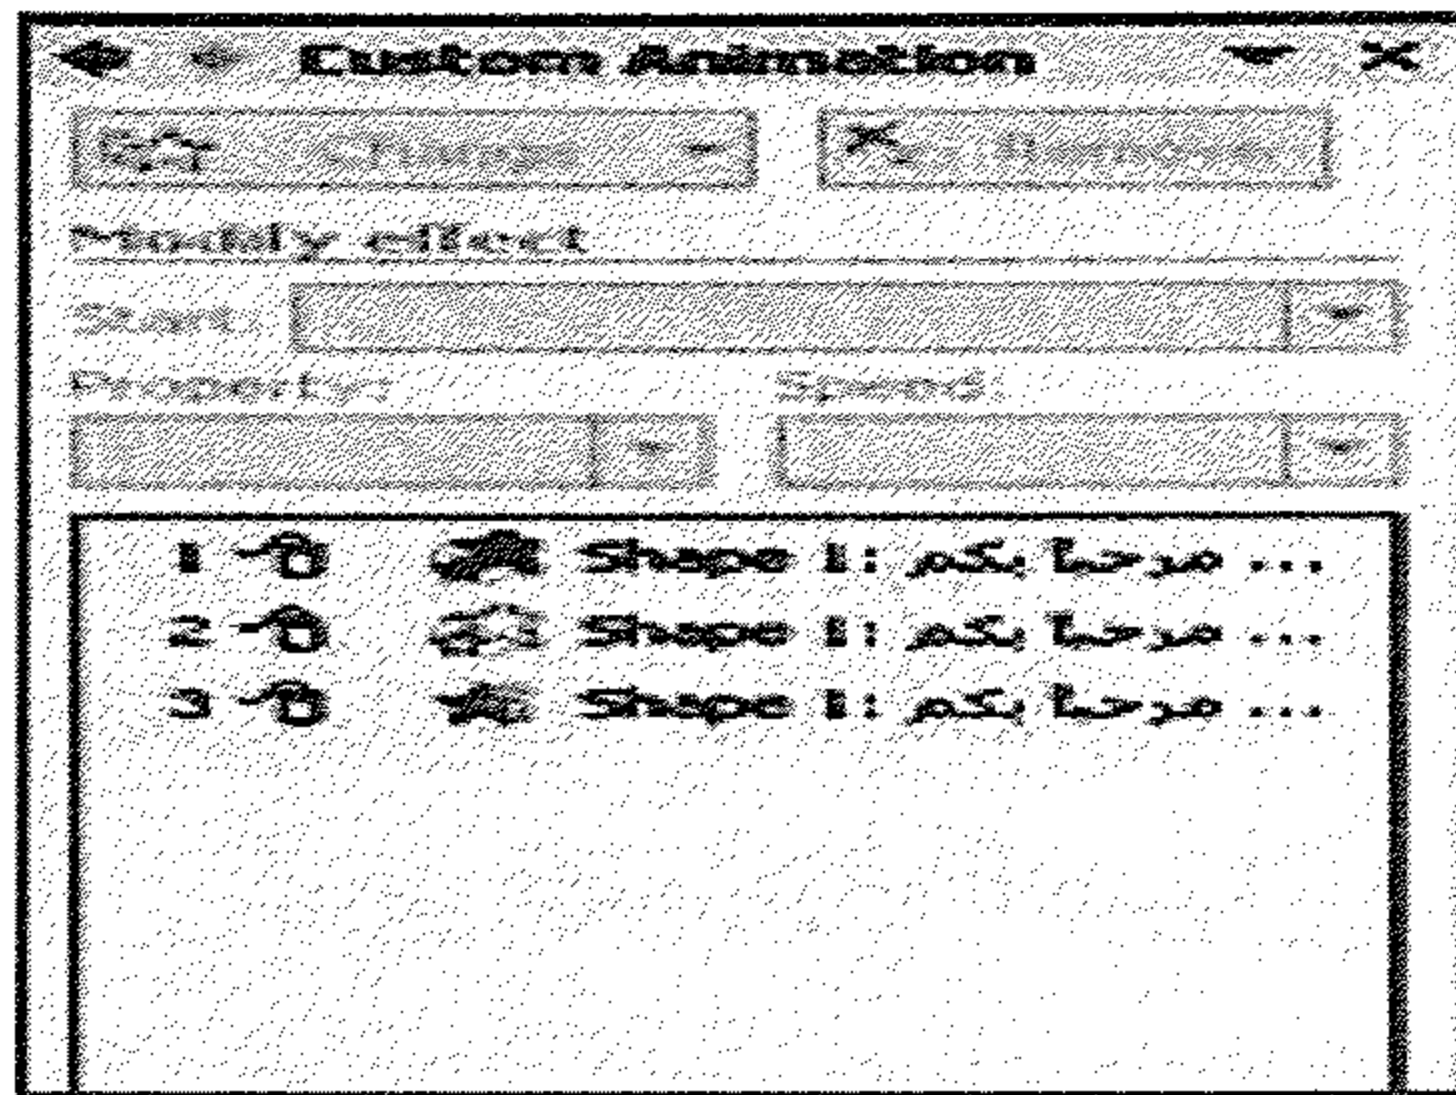 Custom Animation
Change Remove
Modify effect
Start:
Property: Speed:
1 Shape 1: مرحبا بكم ...
2 Shape 1: مرحبا بكم ...
3 Shape 1: مرحبا بكم ...